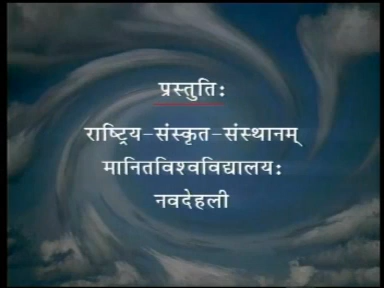 प्रस्तुति:
राष्ट्रिय-संस्कृत-संस्थानम्
मानितविश्वविद्यालय:
नवदेहली